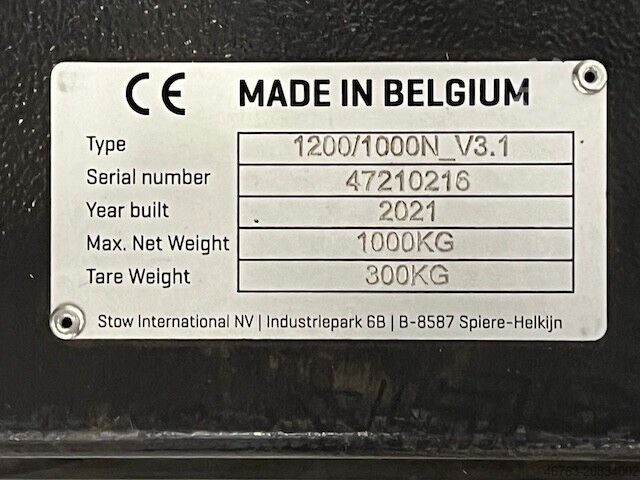 CE MADE IN BELGIUM
Type 1200/1000N_V3.1
Serial number 47210216
Year built 2021
Max. Net Weight 1000KG
Tare Weight 300KG
Stow International NV | Industriepark 6B | B-8587 Spiere-Helkijn